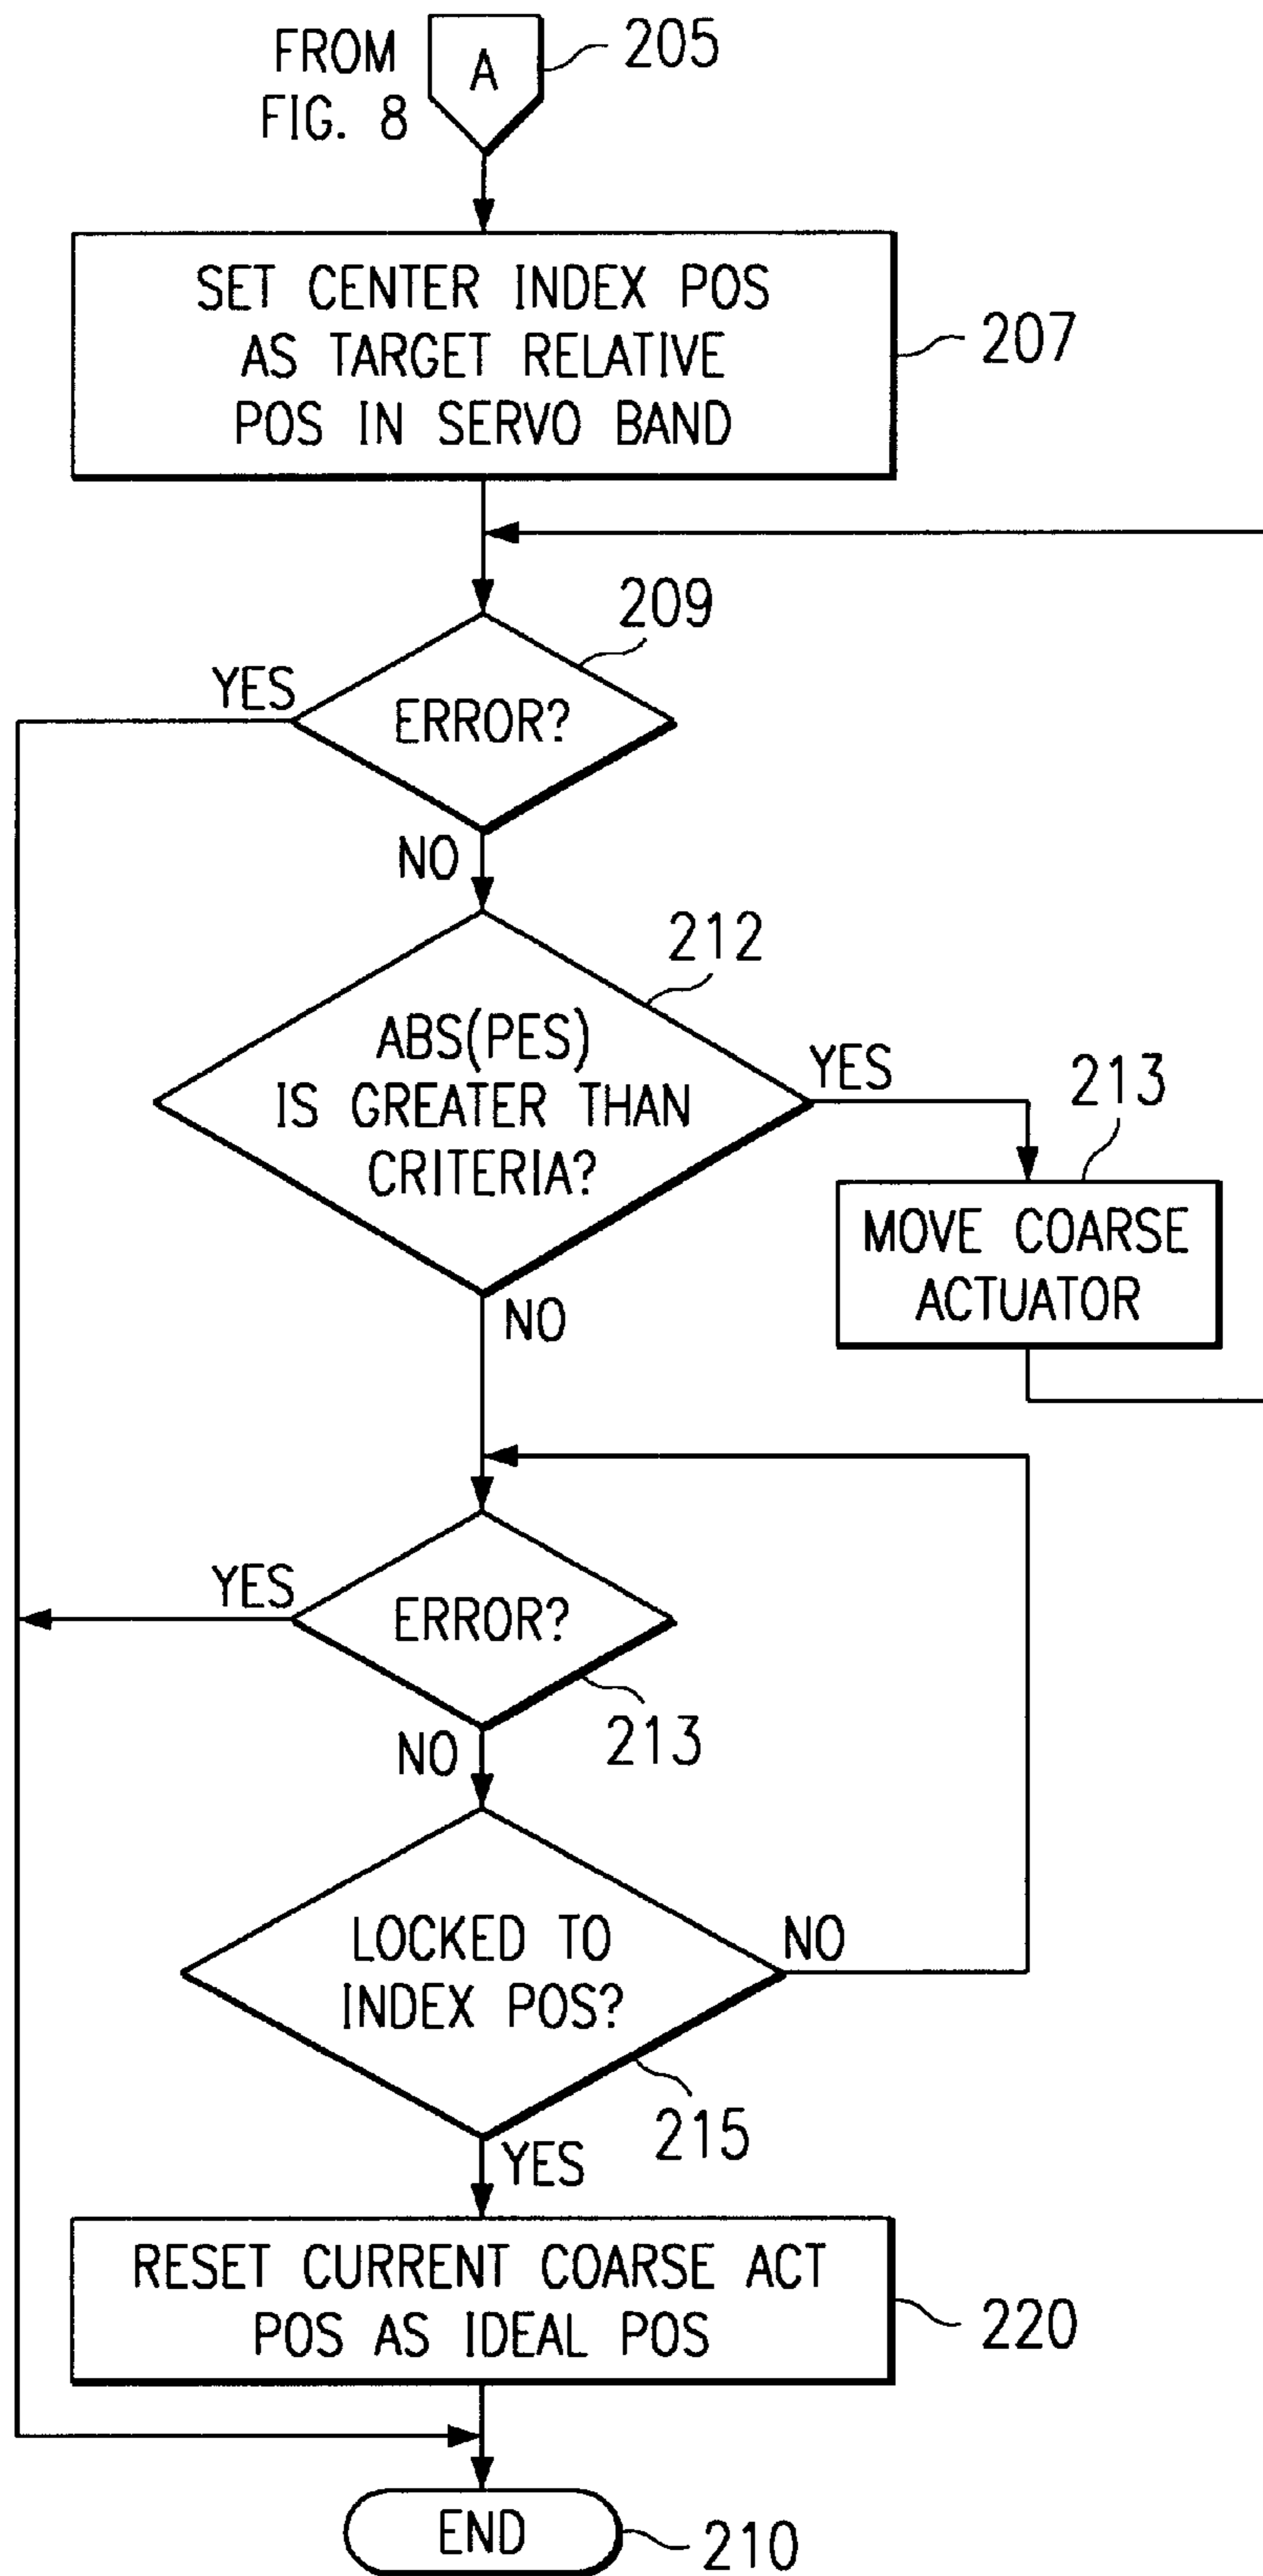 FROM
FIG. 8
A
205
SET CENTER INDEX POS
AS TARGET RELATIVE
POS IN SERVO BAND
207
209
YES
ERROR?
NO
212
ABS(PES)
IS GREATER THAN
CRITERIA?
YES
213
MOVE COARSE
ACTUATOR
NO
YES
ERROR?
213
NO
LOCKED TO
INDEX POS?
NO
215
YES
RESET CURRENT COARSE ACT
POS AS IDEAL POS
220
END
210